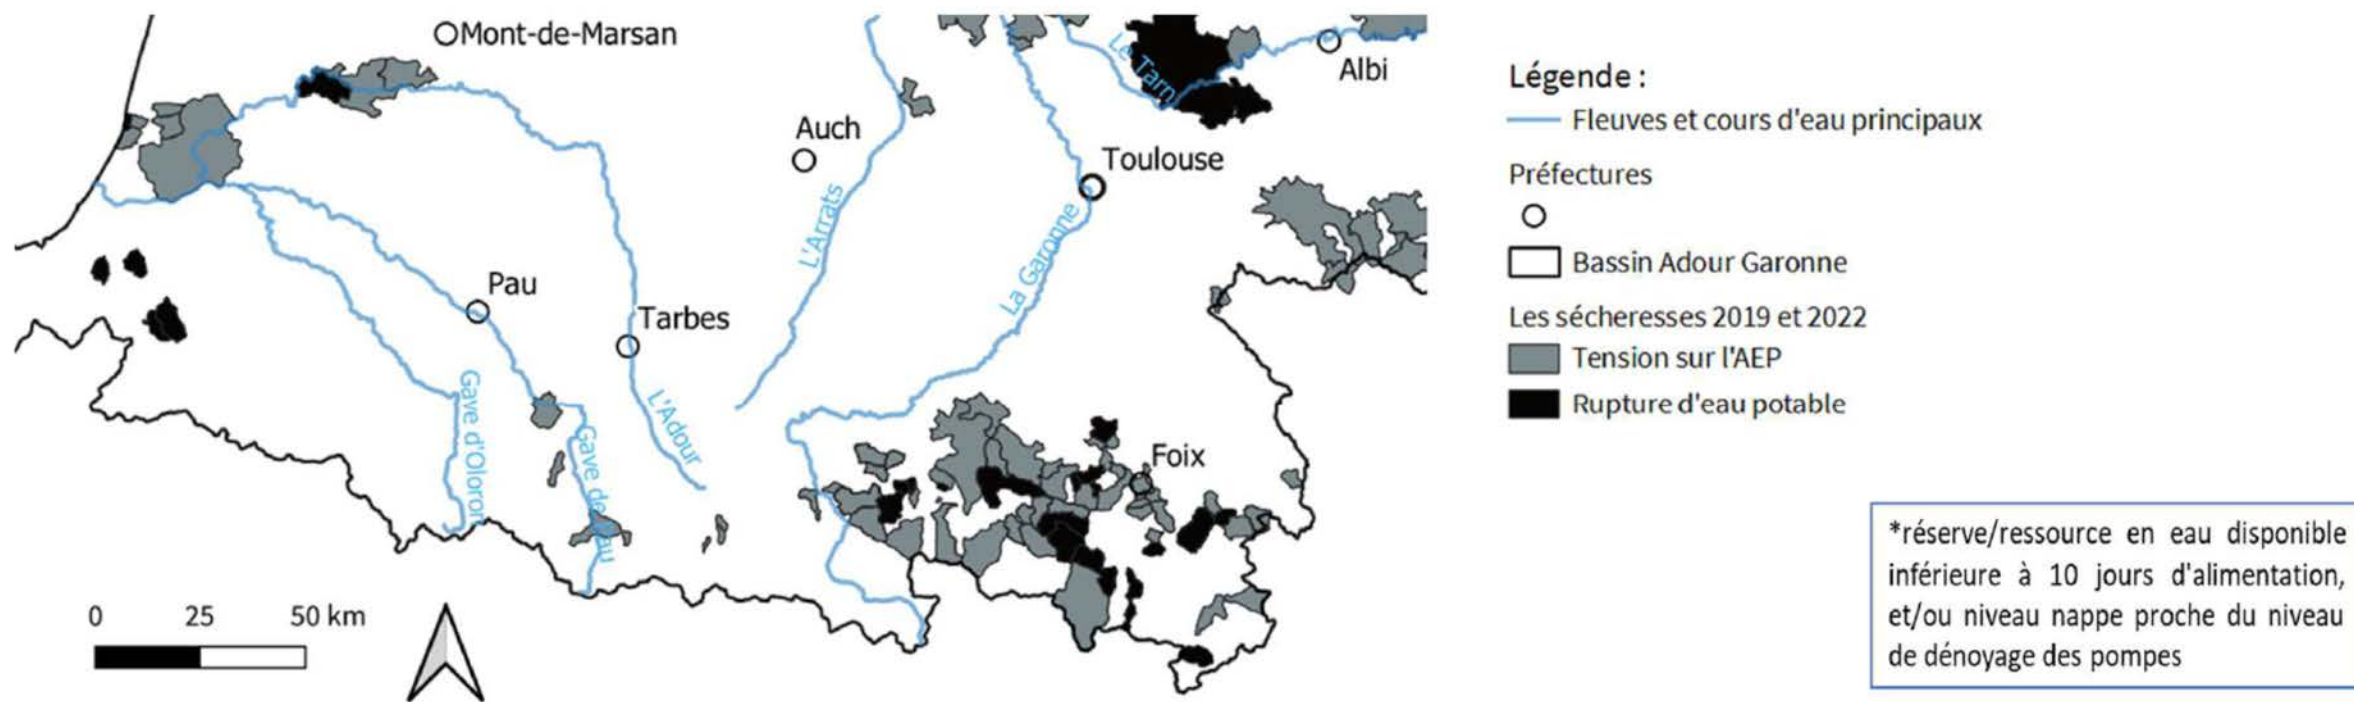 Mont-de-Marsan
Le Tarn
Albi
Auch
Toulouse
L'Arrats
La Garonne
Pau
Tarbes
Gave d'Oloron
Gave de Pau
L'Adour
Foix
0 25 50 km
Légende :
Fleuves et cours d'eau principaux
Préfectures
Bassin Adour Garonne
Les sécheresses 2019 et 2022
Tension sur l'AEP
Rupture d'eau potable
*réserve/ressource en eau disponible
inférieure à 10 jours d'alimentation,
et/ou niveau nappe proche du niveau
de dénoyage des pompes